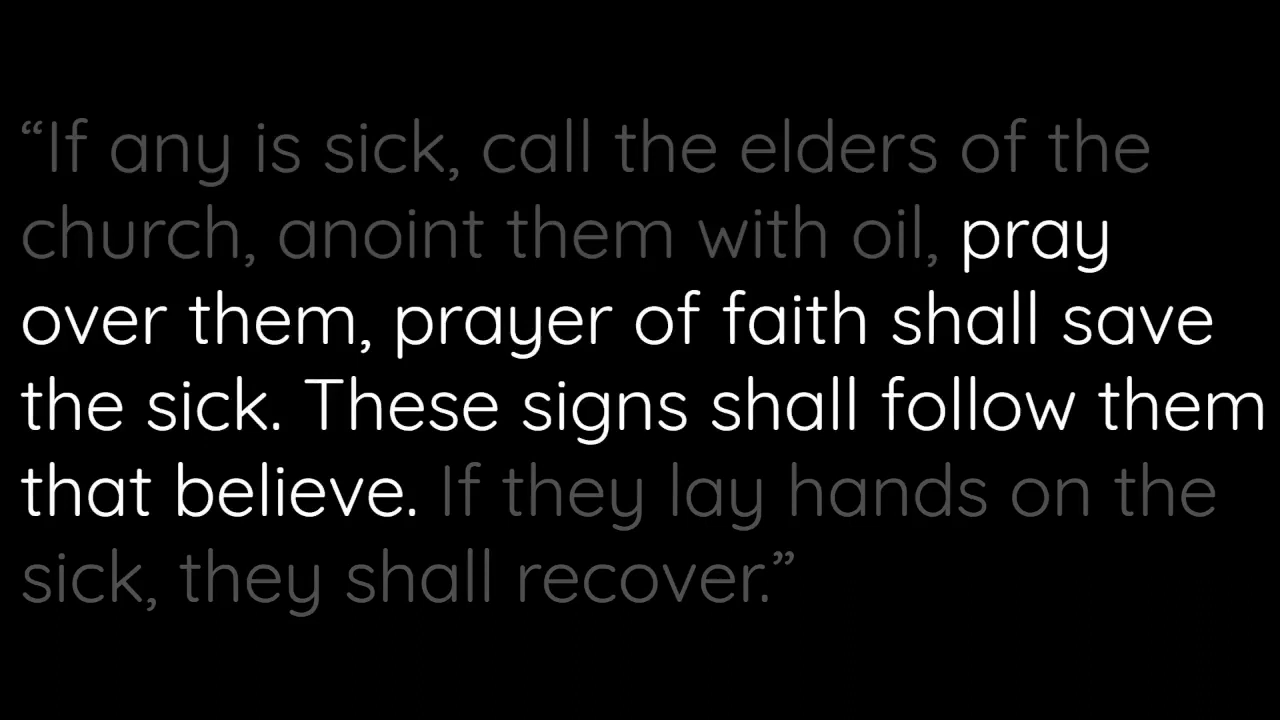 “If any is sick, call the elders of the
church, anoint them with oil, pray
over them, prayer of faith shall save
the sick. These signs shall follow them
that believe. If they lay hands on the
sick, they shall recover.”